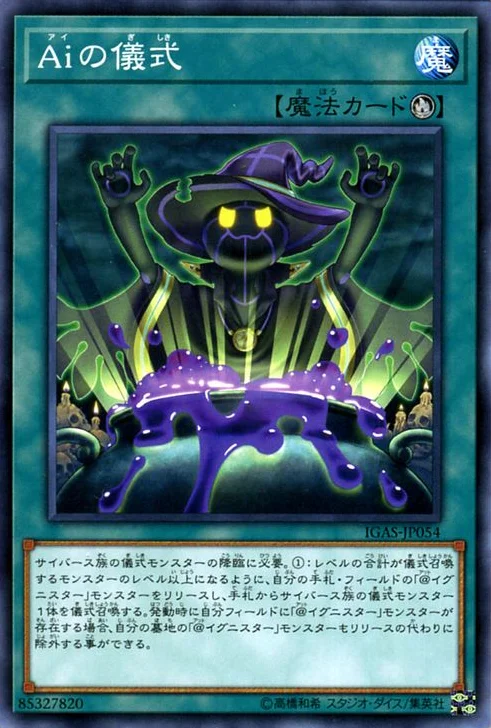 Aiの儀式
魔
【魔法カード】
IGAS-JP054
サイバース族の儀式モンスターの降臨に必要。①：レベルの合計が儀式召喚
するモンスターのレベル以上になるように、自分の手札・フィールドの「＠イグ
ニスター」モンスターをリリースし、手札からサイバース族の儀式モンスター
1体を儀式召喚する。発動時に自分フィールドに「＠イグニスター」モンスターが
存在する場合、自分の墓地の「＠イグニスター」モンスターもリリースの代わりに
除外する事ができる。
85327820
©高橋和希 スタジオ・ダイス/集英社